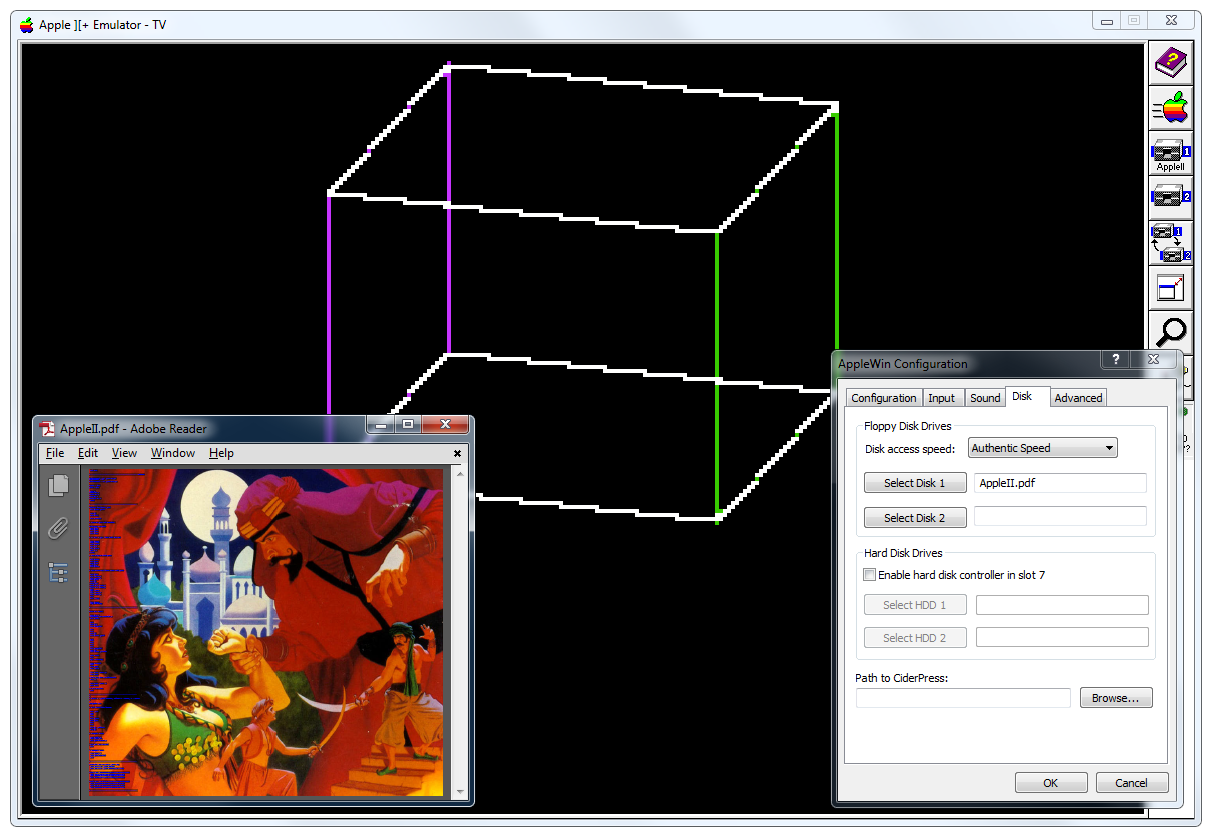 Apple ][+ Emulator - TV
?
1
AppleII
2
1
2
AppleWin Configuration
?
Configuration
Input
Sound
Disk
Advanced
Floppy Disk Drives
Disk access speed:
Authentic Speed
Select Disk 1
AppleII.pdf
Select Disk 2
Hard Disk Drives
Enable hard disk controller in slot 7
Select HDD 1
Select HDD 2
Path to CiderPress:
Browse...
OK
Cancel
AppleII.pdf - Adobe Reader
File Edit View Window Help
??